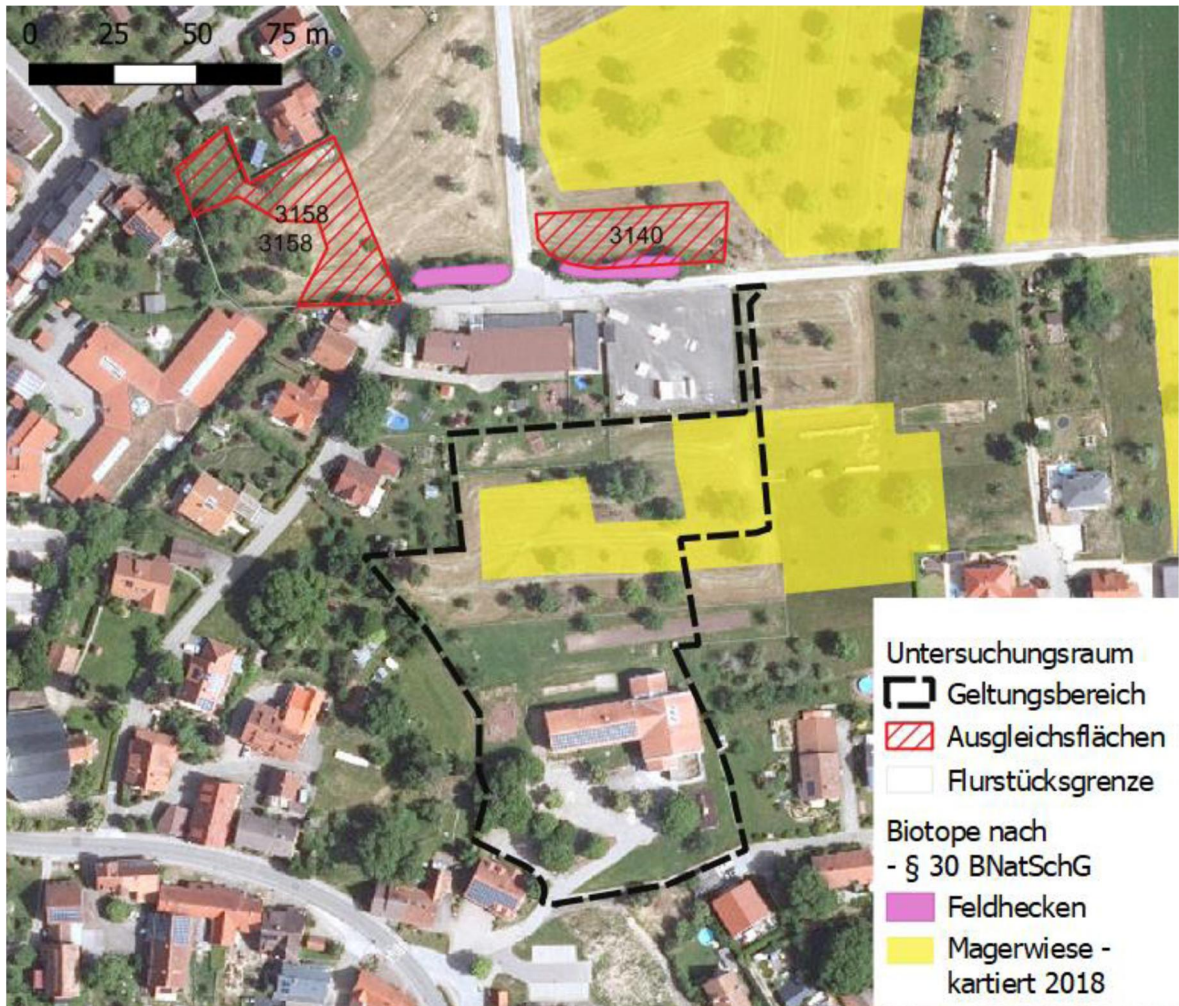 0 25 50 75 m
3158
3158
3140
Untersuchungsraum
Geltungsbereich
Ausgleichsflächen
Flurstücksgrenze
Biotope nach
- § 30 BNatSchG
Feldhecken
Magerwiese -
kartiert 2018